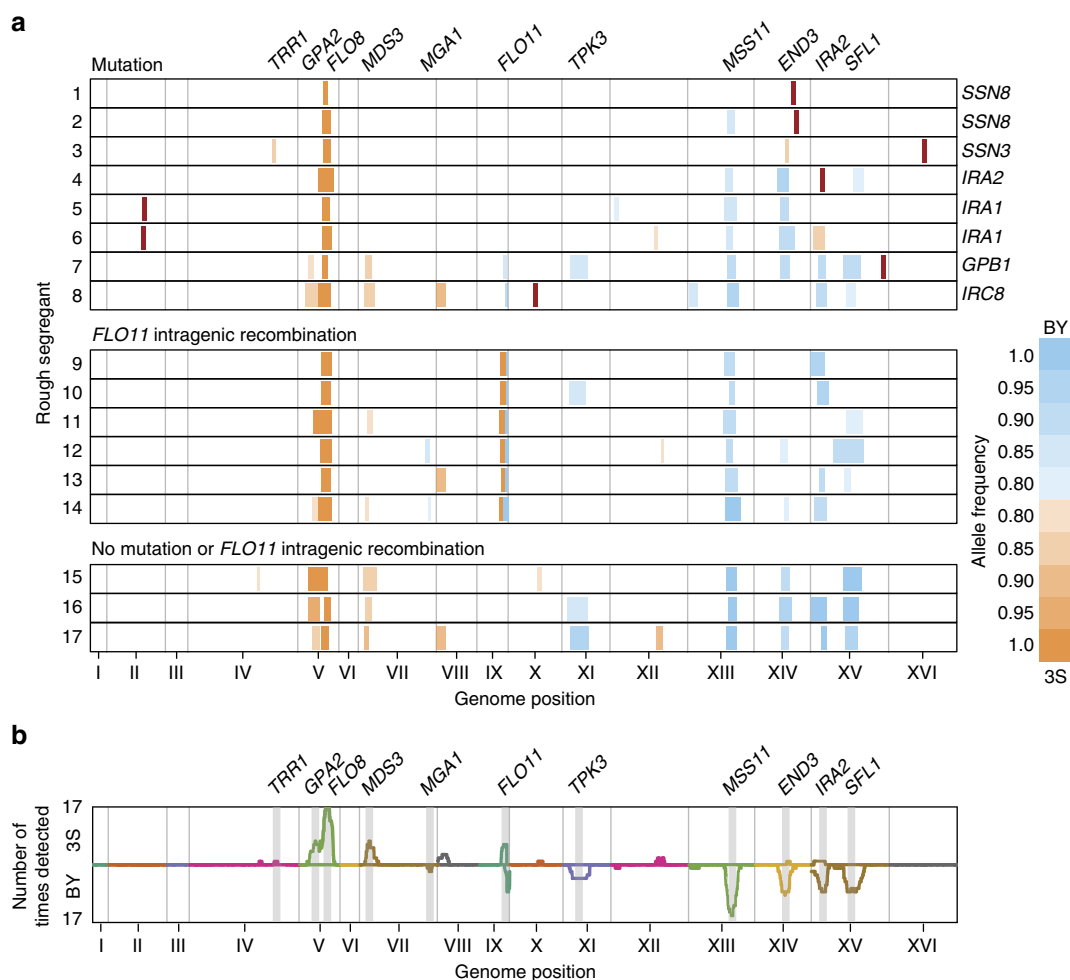 a
TRR1 GPA2 FLO8 MDS3 MGA1 FLO11 TPK3 MSS11 END3 IRA2 SFL1
Mutation
Rough segregant
1 SSN8
2 SSN8
3 SSN3
4 IRA2
5 IRA1
6 IRA1
7 GPB1
8 IRC8
FLO11 intragenic recombination
9
10
11
12
13
14
No mutation or FLO11 intragenic recombination
15
16
17
I II III IV V VI VII VIII IX X XI XII XIII XIV XV XVI
Genome position
BY
Allele frequency
1.0
0.95
0.90
0.85
0.80
0.80
0.85
0.90
0.95
1.0
3S
b
TRR1 GPA2 FLO8 MDS3 MGA1 FLO11 TPK3 MSS11 END3 IRA2 SFL1
Number of
times detected
17
3S
BY
17
I II III IV V VI VII VIII IX X XI XII XIII XIV XV XVI
Genome position